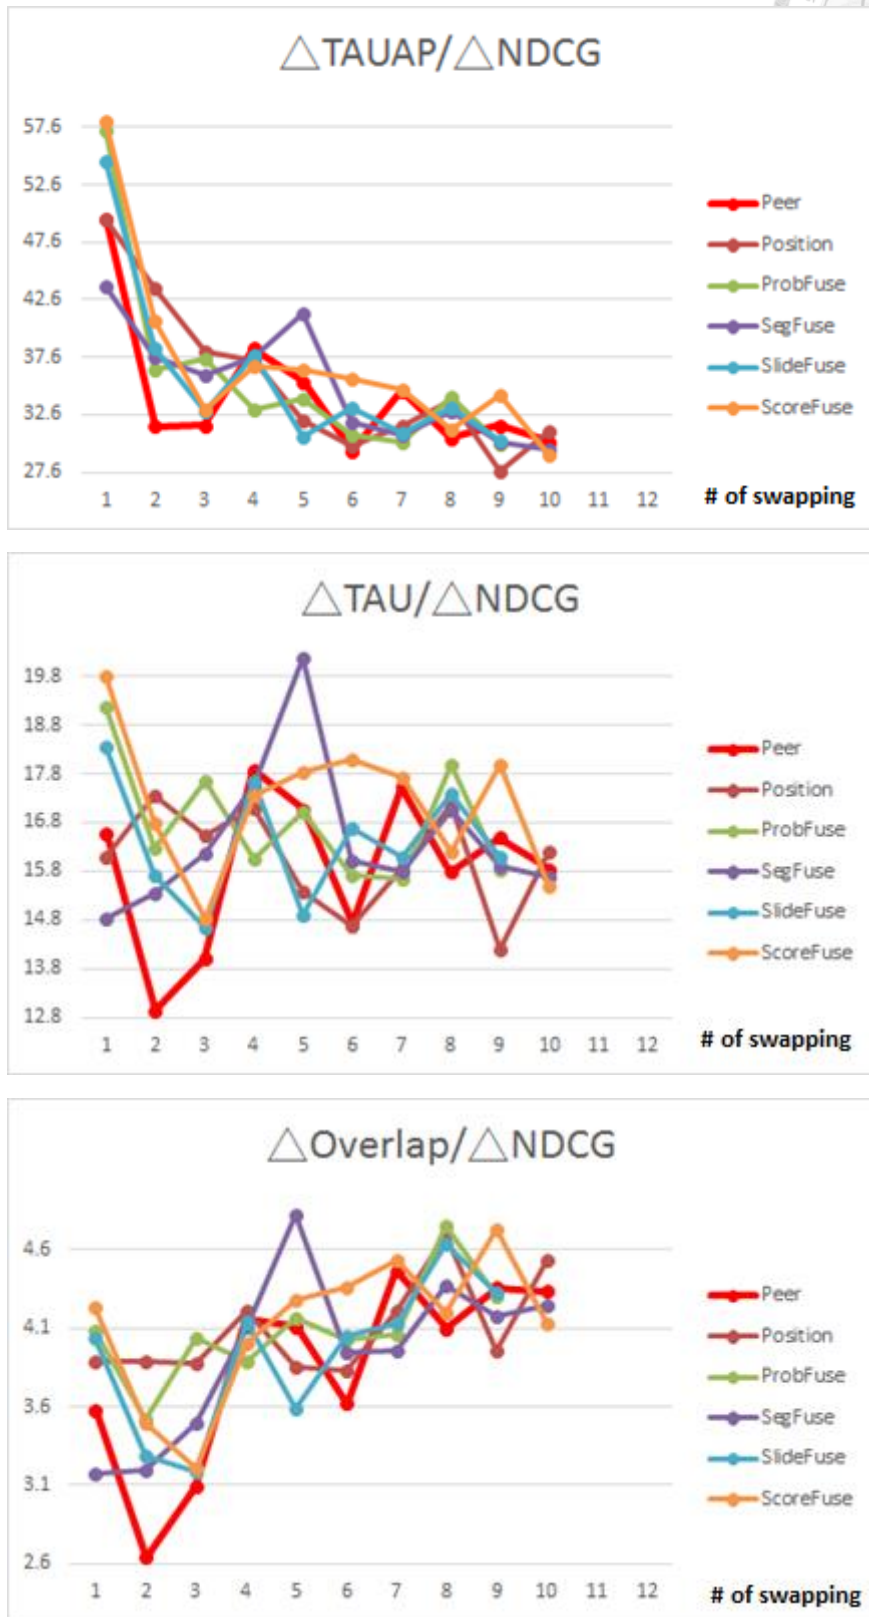 △TAUAP/△NDCG
57.6
52.6
47.6
42.6
37.6
32.6
27.6
1 2 3 4 5 6 7 8 9 10 11 12
# of swapping
Peer
Position
ProbFuse
SegFuse
SlideFuse
ScoreFuse
△TAU/△NDCG
19.8
18.8
17.8
16.8
15.8
14.8
13.8
12.8
1 2 3 4 5 6 7 8 9 10 11 12
# of swapping
Peer
Position
ProbFuse
SegFuse
SlideFuse
ScoreFuse
△Overlap/△NDCG
4.6
4.1
3.6
3.1
2.6
1 2 3 4 5 6 7 8 9 10 11 12
# of swapping
Peer
Position
ProbFuse
SegFuse
SlideFuse
ScoreFuse